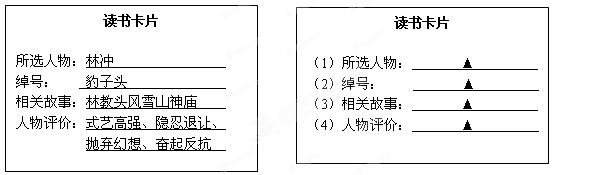 读书卡片
所选人物：林冲
绰号：豹子头
相关故事：林教头风雪山神庙
人物评价：式艺高强、隐忍退让、
抛弃幻想、奋起反抗
读书卡片
（1）所选人物：▲
（2）绰号：▲
（3）相关故事：▲
（4）人物评价：▲